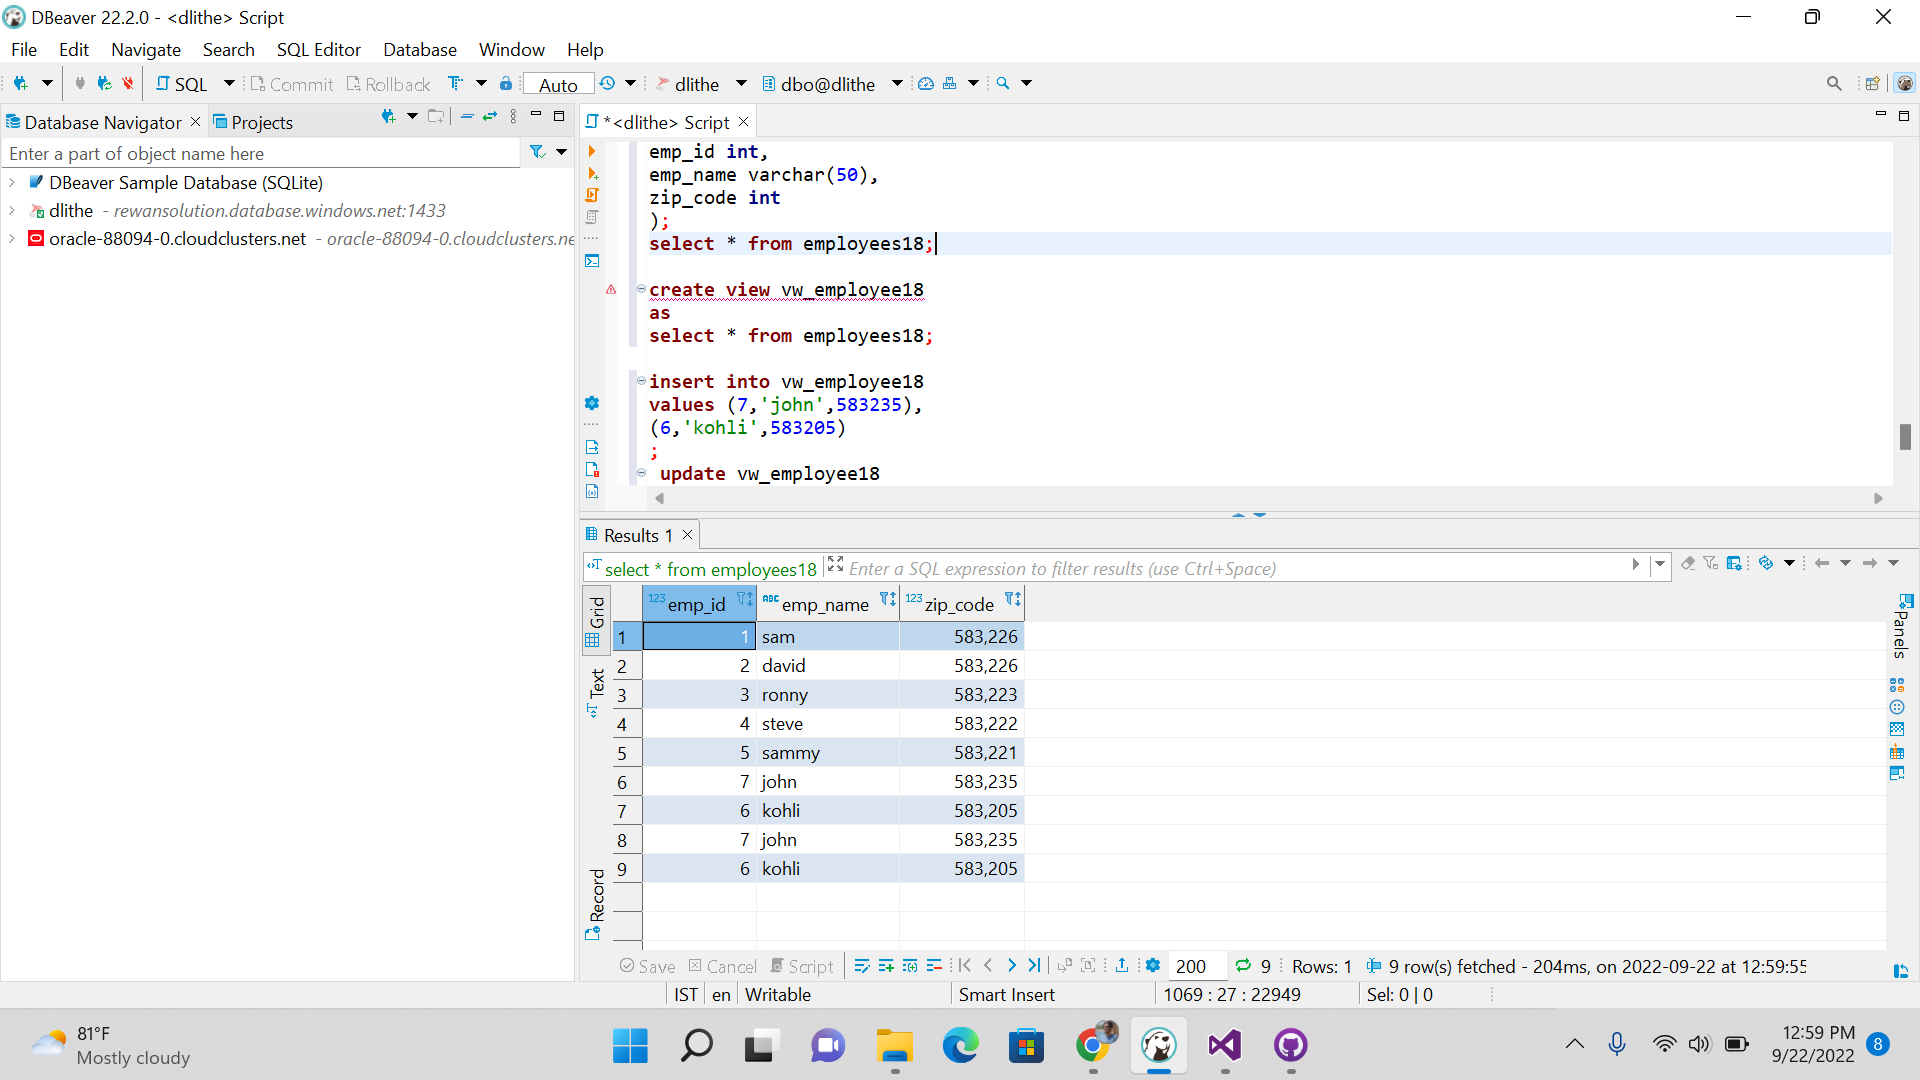 DBeaver 22.2.0 - <dlithe> Script
File Edit Navigate Search SQL Editor Database Window Help
SQL Commit Rollback Auto dlithe dbo@dlithe
Database Navigator Projects
Enter a part of object name here
DBeaver Sample Database (SQLite)
dlithe - rewansolution.database.windows.net:1433
oracle-88094-0.cloudclusters.net - oracle-88094-0.cloudclusters.ne
*<dlithe> Script
emp_id int,
emp_name varchar(50),
zip_code int
);
select * from employees18;
create view vw_employee18
as
select * from employees18;
insert into vw_employee18
values (7,'john',583235),
(6,'kohli',583205)
;
update vw_employee18
Results 1
select * from employees18 Enter a SQL expression to filter results (use Ctrl+Space)
Grid
Text
Record
Panels
123 emp_id ABC emp_name 123 zip_code
1 1 sam 583,226
2 2 david 583,226
3 3 ronny 583,223
4 4 steve 583,222
5 5 sammy 583,221
6 7 john 583,235
7 6 kohli 583,205
8 7 john 583,235
9 6 kohli 583,205
Save Cancel Script 200 9 Rows: 1 9 row(s) fetched - 204ms, on 2022-09-22 at 12:59:55
IST en Writable Smart Insert 1069 : 27 : 22949 Sel: 0 | 0
81°F
Mostly cloudy
12:59 PM
9/22/2022
8